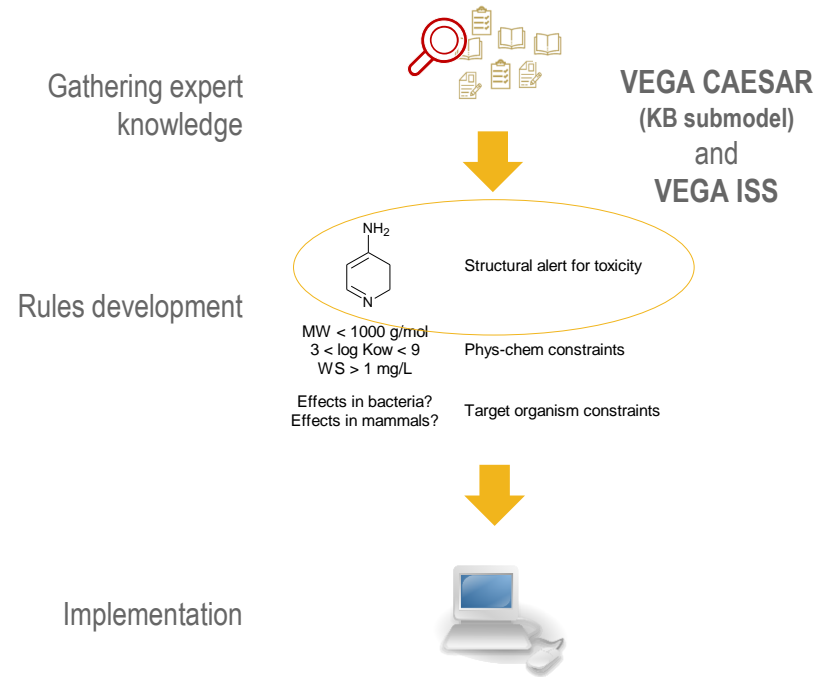 Gathering expert
knowledge
VEGA CAESAR
(KB submodel)
and
VEGA ISS
Rules development
NH2
N
Structural alert for toxicity
MW < 1000 g/mol
3 < log Kow < 9
WS > 1 mg/L
Phys-chem constraints
Effects in bacteria?
Effects in mammals?
Target organism constraints
Implementation